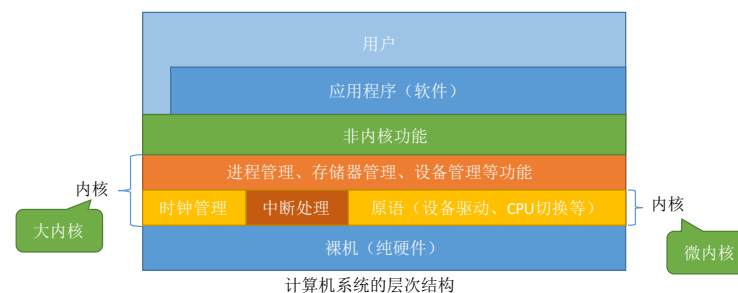 用户
应用程序（软件）
非内核功能
进程管理、存储器管理、设备管理等功能
内核
时钟管理
中断处理
原语（设备驱动、CPU切换等）
内核
大内核
裸机（纯硬件）
微内核
计算机系统的层次结构